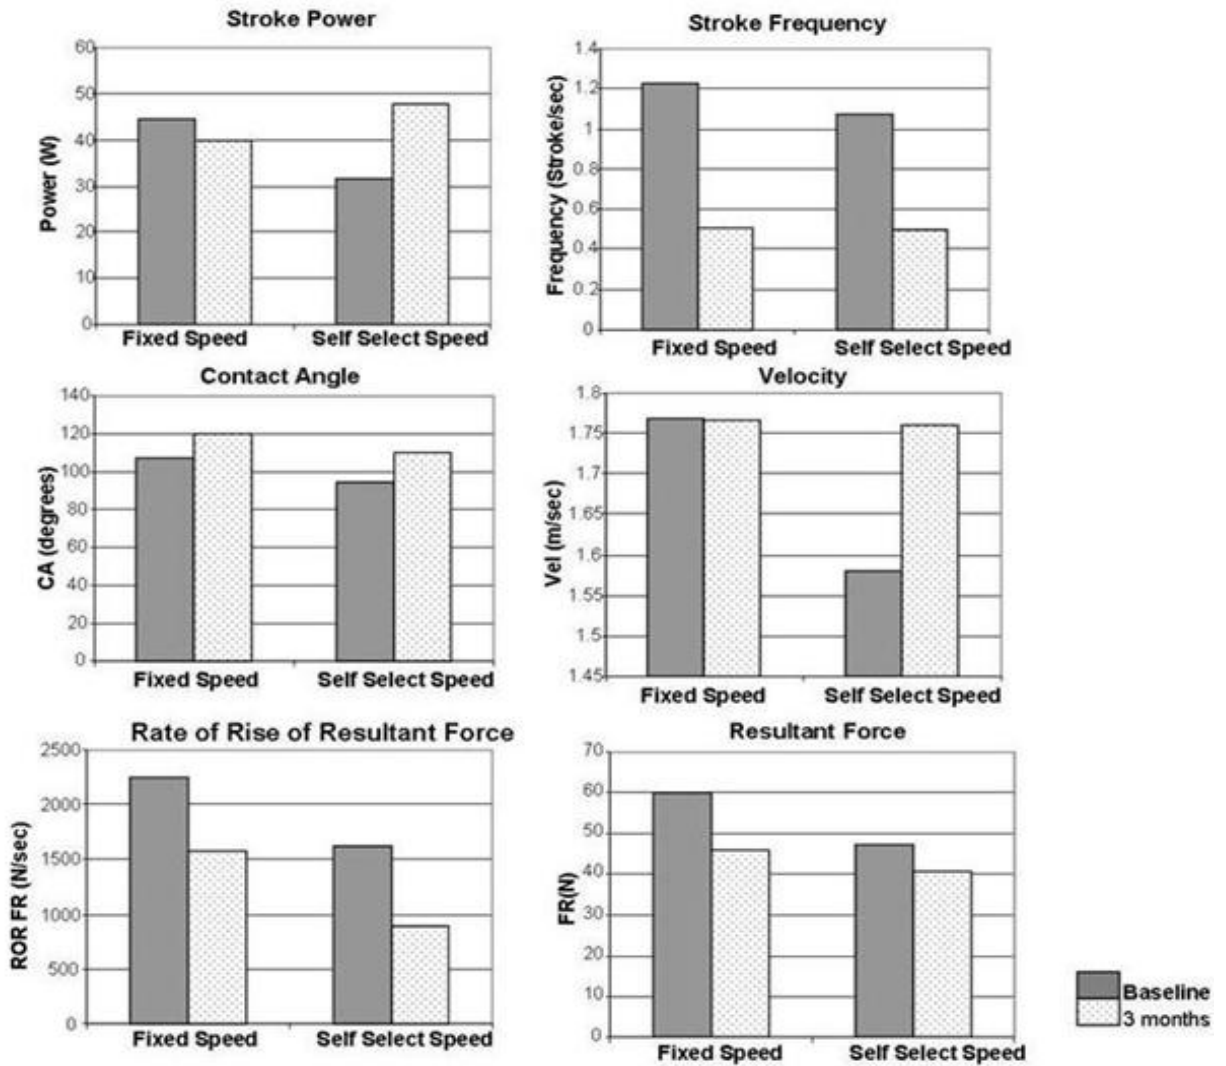 Stroke Power
60
50
40
30
20
10
0
Power (W)
Fixed Speed
Self Select Speed
Stroke Frequency
1.4
1.2
1
0.8
0.6
0.4
0.2
0
Frequency (Stroke/sec)
Fixed Speed
Self Select Speed
Contact Angle
140
120
100
80
60
40
20
0
CA (degrees)
Fixed Speed
Self Select Speed
Velocity
1.8
1.75
1.7
1.65
1.6
1.55
1.5
1.45
Vel (m/sec)
Fixed Speed
Self Select Speed
Rate of Rise of Resultant Force
2500
2000
1500
1000
500
0
ROR FR (N/sec)
Fixed Speed
Self Select Speed
Resultant Force
70
60
50
40
30
20
10
0
FR(N)
Fixed Speed
Self Select Speed
Baseline
3 months